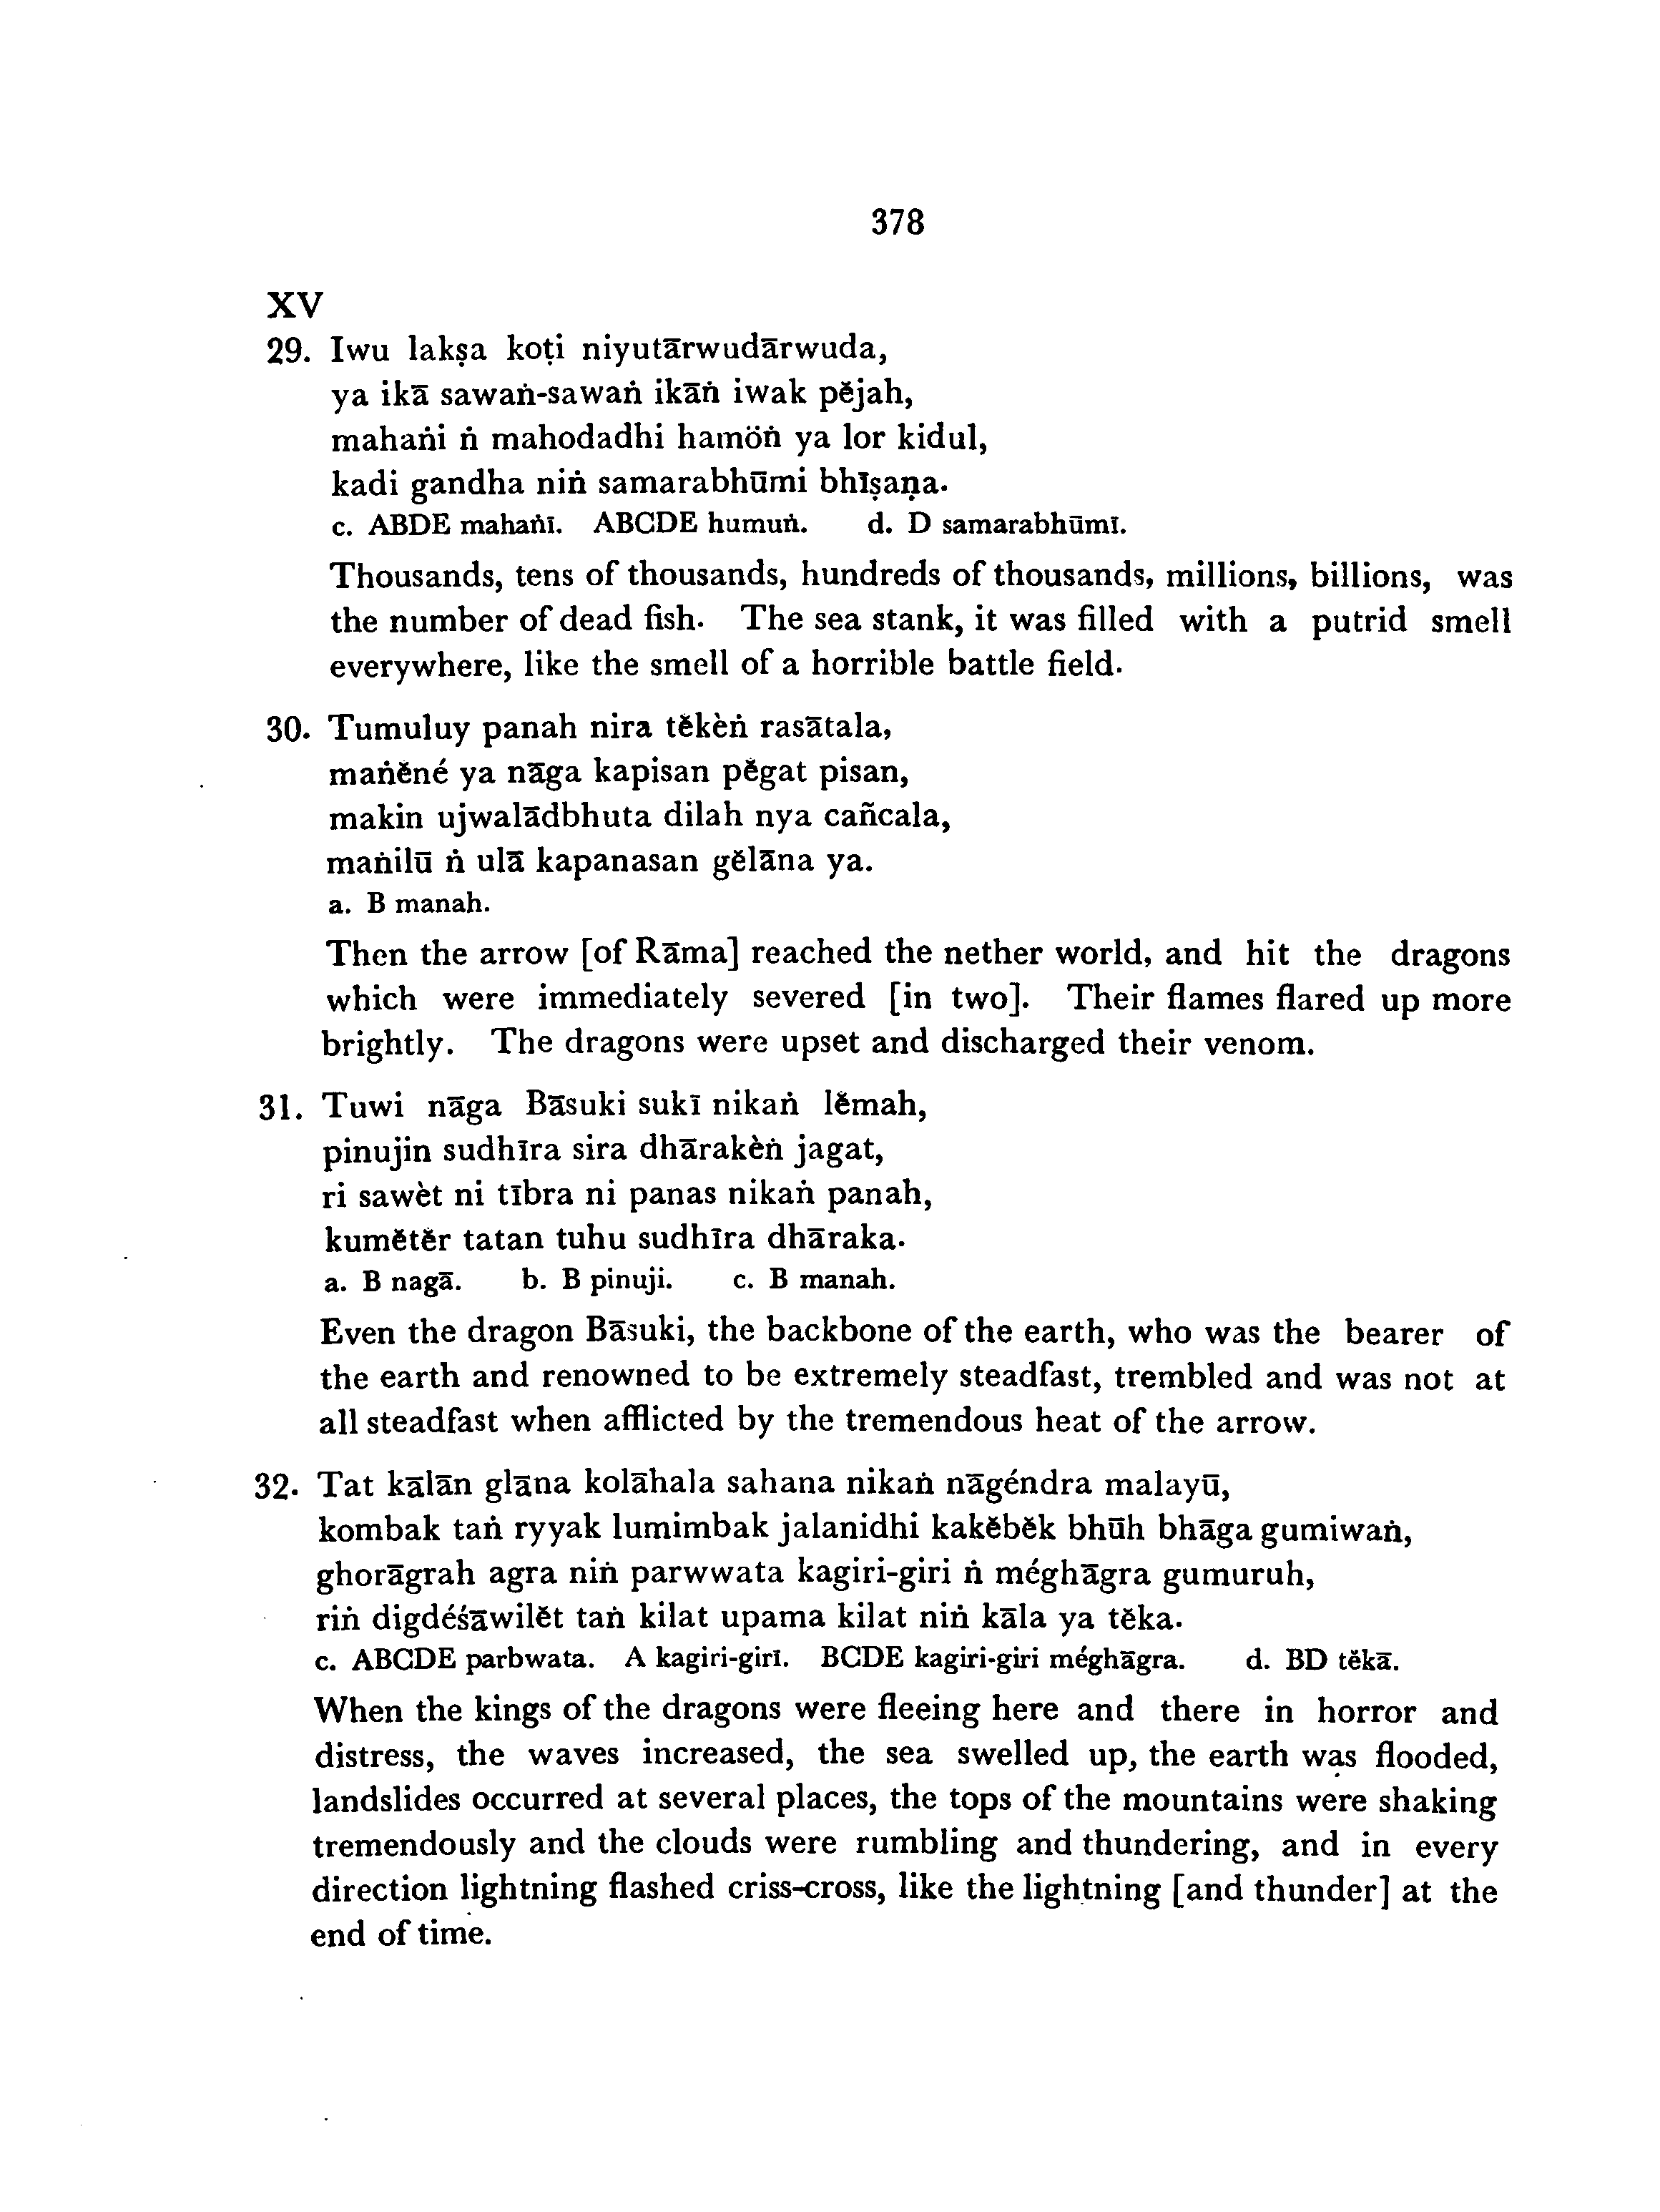 378
XV
29. Iwu lakṣa koṭi niyutārwudārwuda,
ya ikā sawaṅ-sawaṅ ikāṅ iwak pĕjah,
mahaṅi ṅ mahodadhi hamöṅ ya lor kidul,
kadi gandha niṅ samarabhūmi bhīṣaṇa.
c. ABDE mahaṅī. ABCDE humuṅ. d. D samarabhūmī.
Thousands, tens of thousands, hundreds of thousands, millions, billions, was
the number of dead fish. The sea stank, it was filled with a putrid smell
everywhere, like the smell of a horrible battle field.
30. Tumuluy panah nira tĕkèṅ rasātala,
maṅĕné ya nāga kapisan pĕgat pisan,
makin ujwalādbhuta dilah nya cañcala,
maṅilū ṅ ulā kapanasan gĕlāna ya.
a. B manah.
Then the arrow [of Rāma] reached the nether world, and hit the dragons
which were immediately severed [in two]. Their flames flared up more
brightly. The dragons were upset and discharged their venom.
31. Tuwi nāga Bāsuki sukī nikaṅ lĕmah,
pinujin sudhīra sira dhārakèṅ jagat,
ri sawèt ni tībra ni panas nikaṅ panah,
kumĕtĕr tatan tuhu sudhīra dhāraka.
a. B nagā. b. B pinuji. c. B manah.
Even the dragon Bāsuki, the backbone of the earth, who was the bearer of
the earth and renowned to be extremely steadfast, trembled and was not at
all steadfast when afflicted by the tremendous heat of the arrow.
32. Tat kālān glāna kolāhala sahana nikaṅ nāgéndra malayū,
kombak taṅ ryyak lumimbak jalanidhi kakĕbĕk bhūh bhāga gumiwaṅ,
ghorāgrah agra niṅ parwwata kagiri-giri ṅ méghāgra gumuruh,
riṅ digdéśāwilĕt taṅ kilat upama kilat niṅ kāla ya tĕka.
c. ABCDE parbwata. A kagiri-girī. BCDE kagiri-giri méghāgra. d. BD tĕkā.
When the kings of the dragons were fleeing here and there in horror and
distress, the waves increased, the sea swelled up, the earth was flooded,
landslides occurred at several places, the tops of the mountains were shaking
tremendously and the clouds were rumbling and thundering, and in every
direction lightning flashed criss-cross, like the lightning [and thunder] at the
end of time.